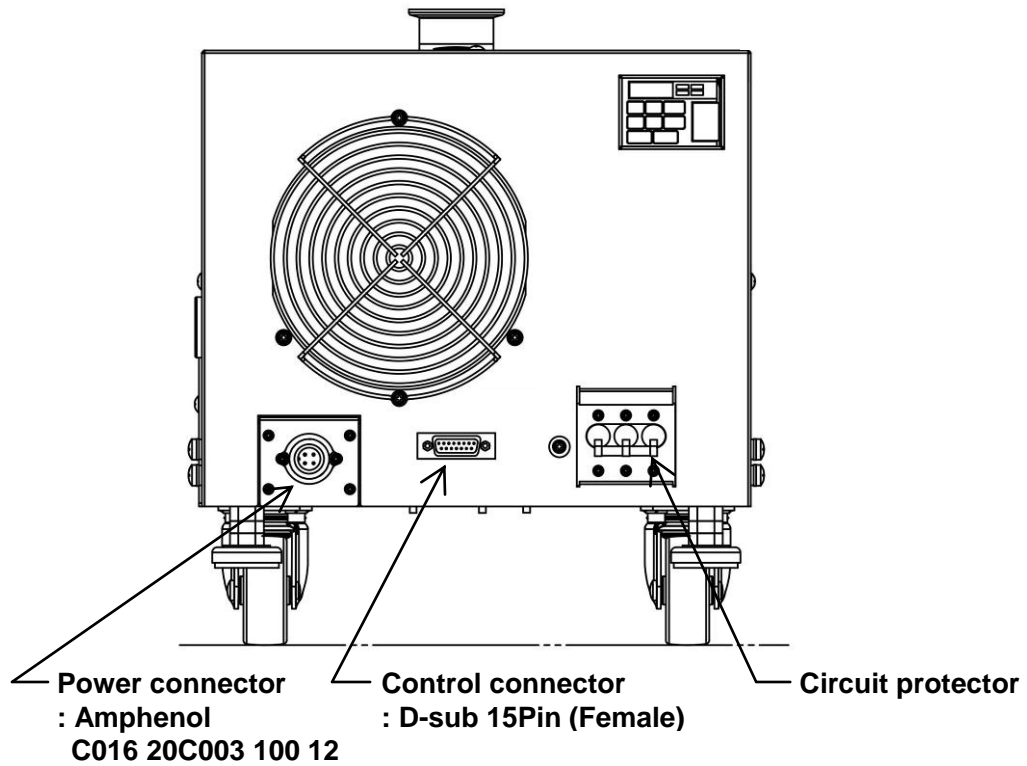 Power connector
: Amphenol
C016 20C003 100 12
Control connector
: D-sub 15Pin (Female)
Circuit protector